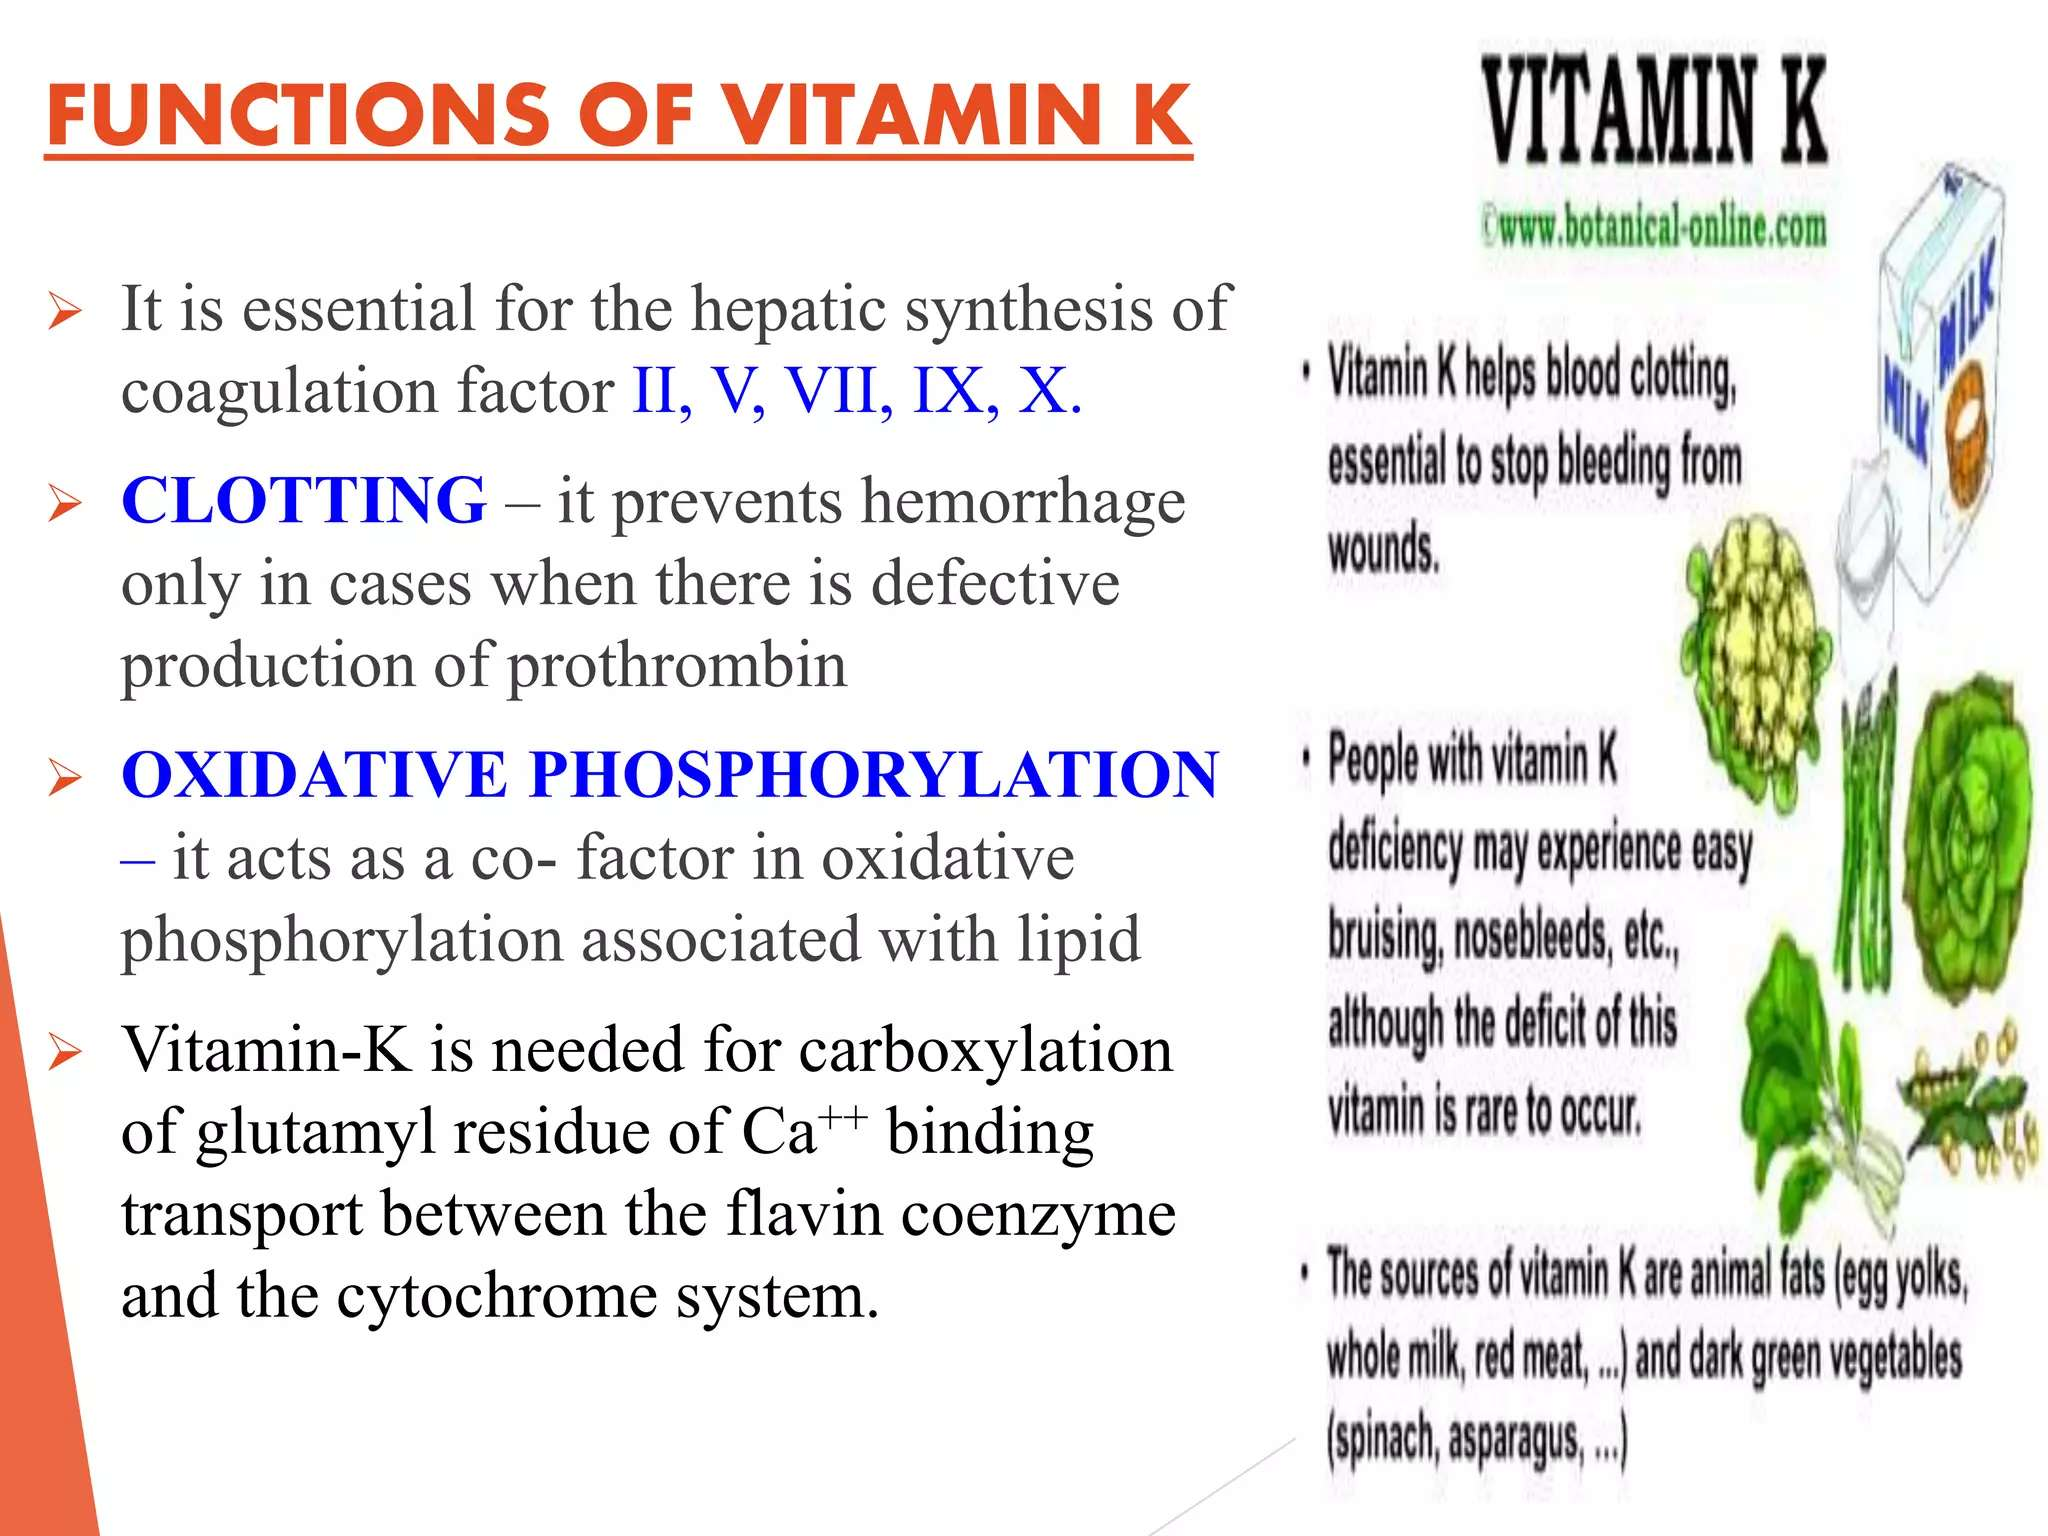 FUNCTIONS OF VITAMIN K
➢ It is essential for the hepatic synthesis of
coagulation factor II, V, VII, IX, X.
➢ CLOTTING – it prevents hemorrhage
only in cases when there is defective
production of prothrombin
➢ OXIDATIVE PHOSPHORYLATION
– it acts as a co- factor in oxidative
phosphorylation associated with lipid
➢ Vitamin-K is needed for carboxylation
of glutamyl residue of Ca++ binding
transport between the flavin coenzyme
and the cytochrome system.
VITAMIN K
©www.botanical-online.com
MILK
MILK
• Vitamin K helps blood clotting,
essential to stop bleeding from
wounds.
• People with vitamin K
deficiency may experience easy
bruising, nosebleeds, etc.,
although the deficit of this
vitamin is rare to occur.
• The sources of vitamin K are animal fats (egg yolks,
whole milk, red meat, ...) and dark green vegetables
(spinach, asparagus, ...)